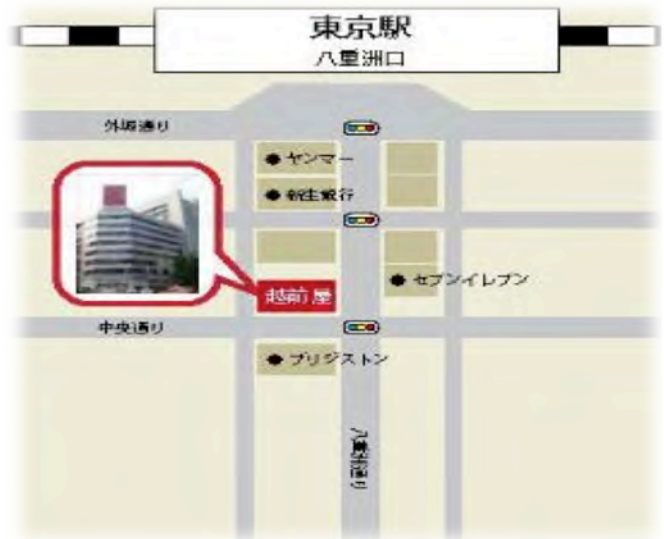 東京駅
八重洲口
外堀通り
ヤンマー
新生銀行
セブンイレブン
越前屋
中央通り
ブリジストン
八重洲通り